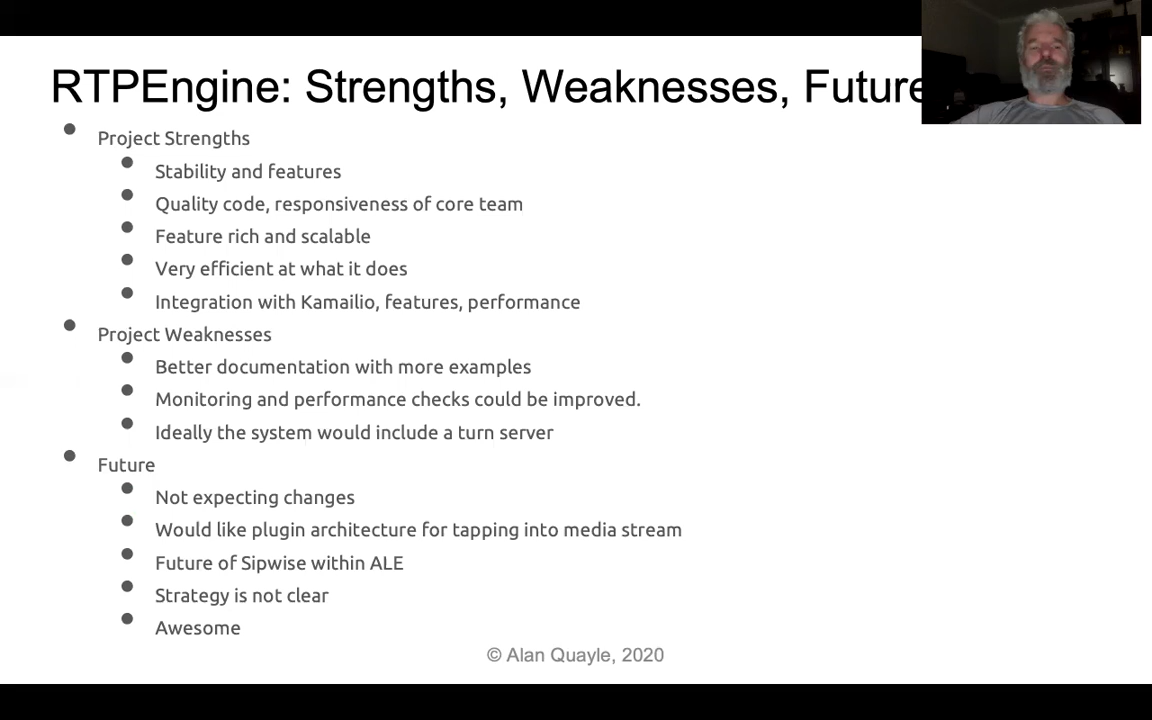 RTPEngine: Strengths, Weaknesses, Future
Project Strengths
Stability and features
Quality code, responsiveness of core team
Feature rich and scalable
Very efficient at what it does
Integration with Kamailio, features, performance
Project Weaknesses
Better documentation with more examples
Monitoring and performance checks could be improved.
Ideally the system would include a turn server
Future
Not expecting changes
Would like plugin architecture for tapping into media stream
Future of Sipwise within ALE
Strategy is not clear
Awesome
© Alan Quayle, 2020